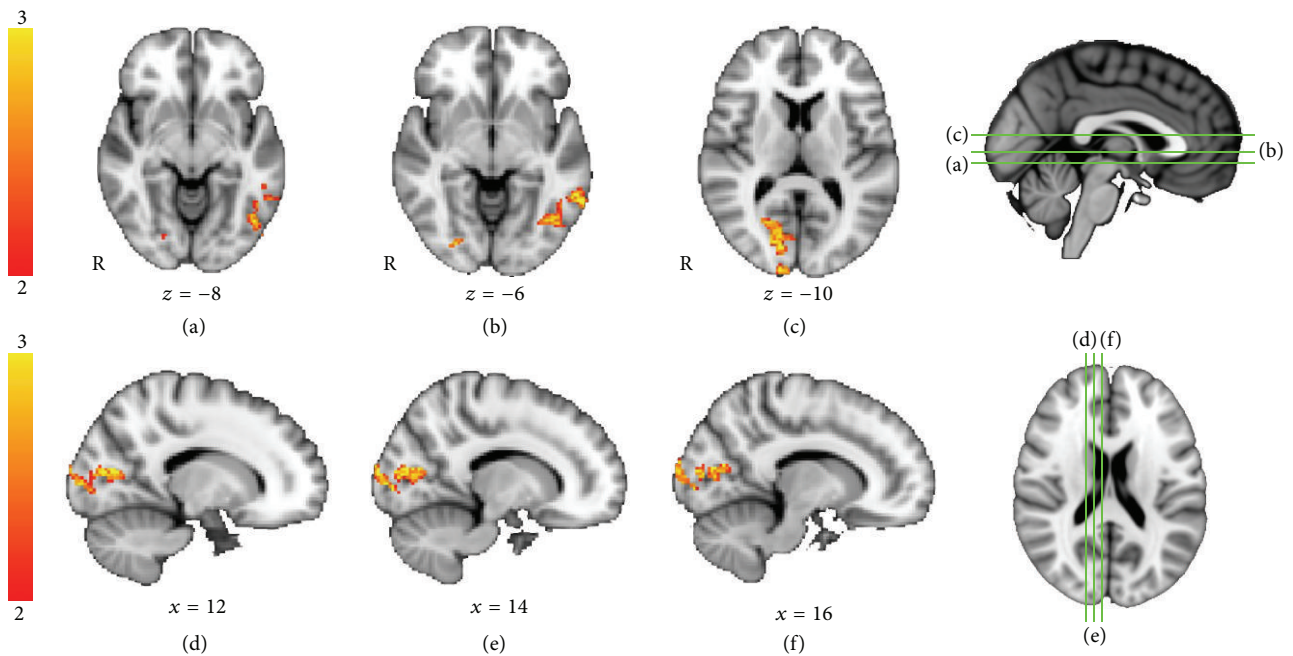 3
2
R
z = −8
(a)
R
z = −6
(b)
R
z = −10
(c)
(c)
(a)
(b)
3
2
x = 12
(d)
x = 14
(e)
x = 16
(f)
(d) (f)
(e)